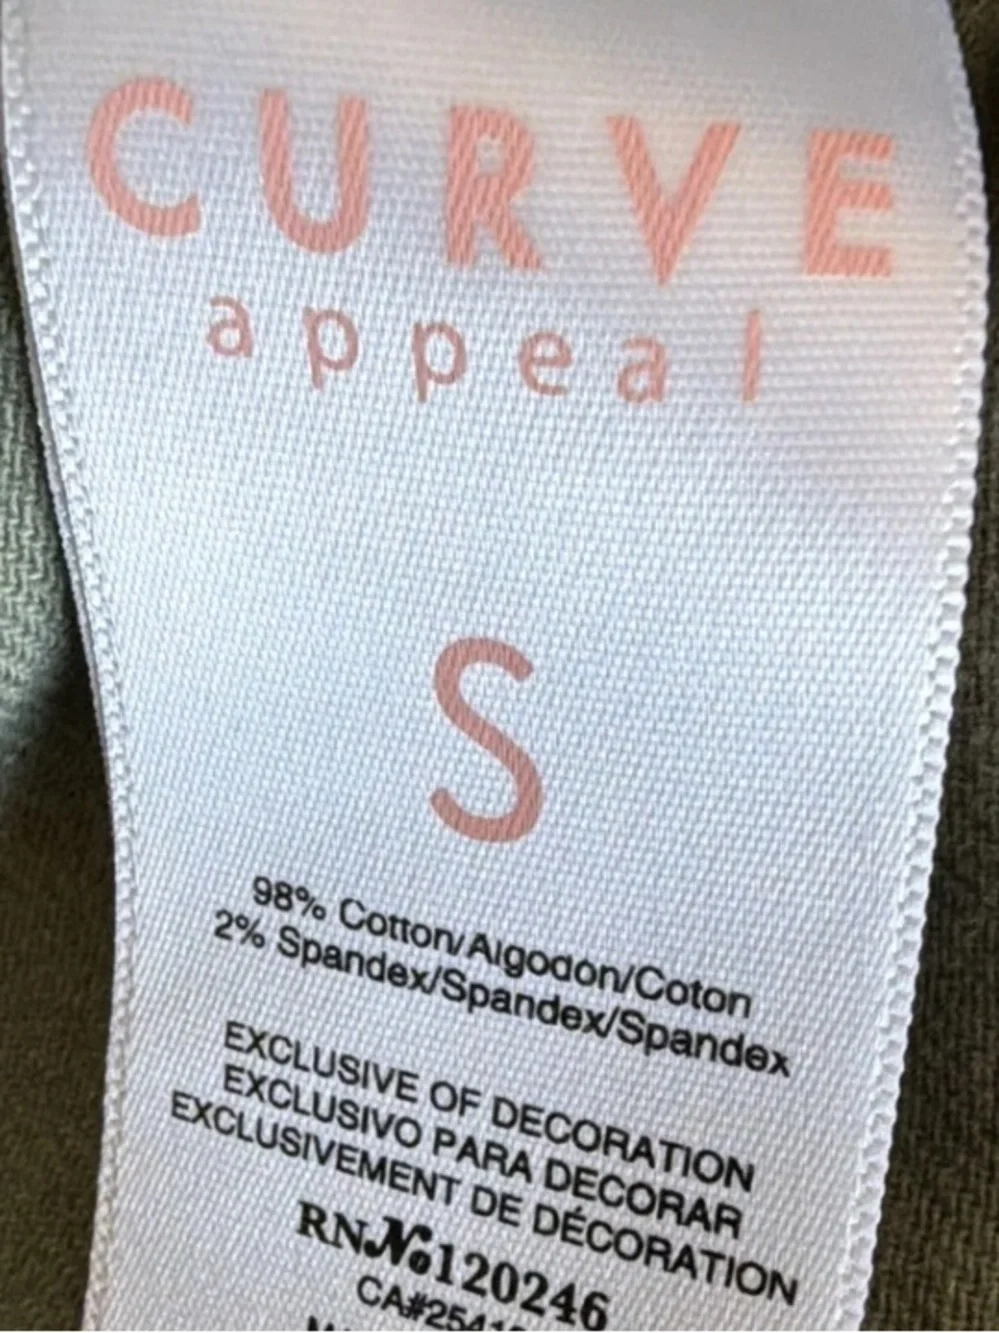 CURVE
appeal
S
98% Cotton/Algodón/Coton
2% Spandex/Spandex/Spandex
EXCLUSIVE OF DECORATION
EXCLUSIVO PARA DECORAR
EXCLUSIVEMENT DE DÉCORATION
RN№120246